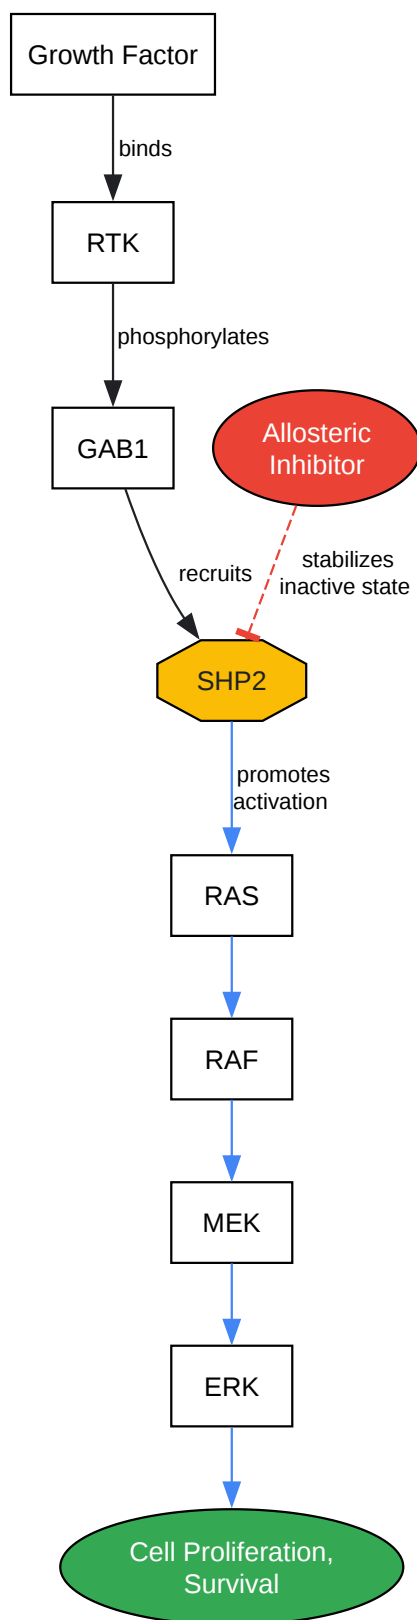 Growth Factor
binds
RTK
phosphorylates
GAB1
Allosteric
Inhibitor
recruits
stabilizes
inactive state
SHP2
promotes
activation
RAS
RAF
MEK
ERK
Cell Proliferation,
Survival